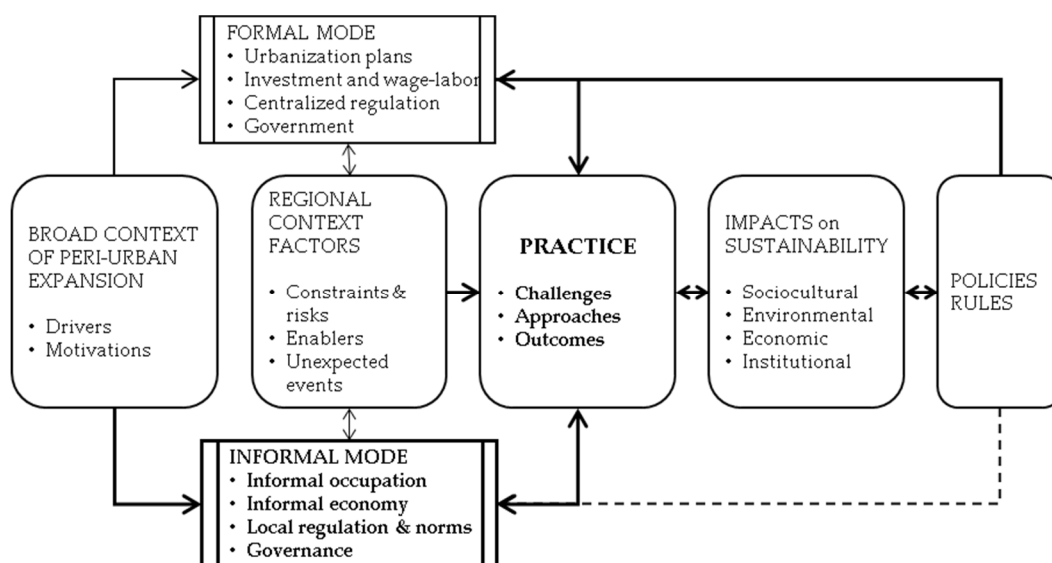 FORMAL MODE
• Urbanization plans
• Investment and wage-labor
• Centralized regulation
• Government
BROAD CONTEXT
OF PERI-URBAN
EXPANSION
• Drivers
• Motivations
REGIONAL
CONTEXT
FACTORS
• Constraints &
risks
• Enablers
• Unexpected
events
PRACTICE
• Challenges
• Approaches
• Outcomes
IMPACTS on
SUSTAINABILITY
• Sociocultural
• Environmental
• Economic
• Institutional
POLICIES
RULES
INFORMAL MODE
• Informal occupation
• Informal economy
• Local regulation & norms
• Governance